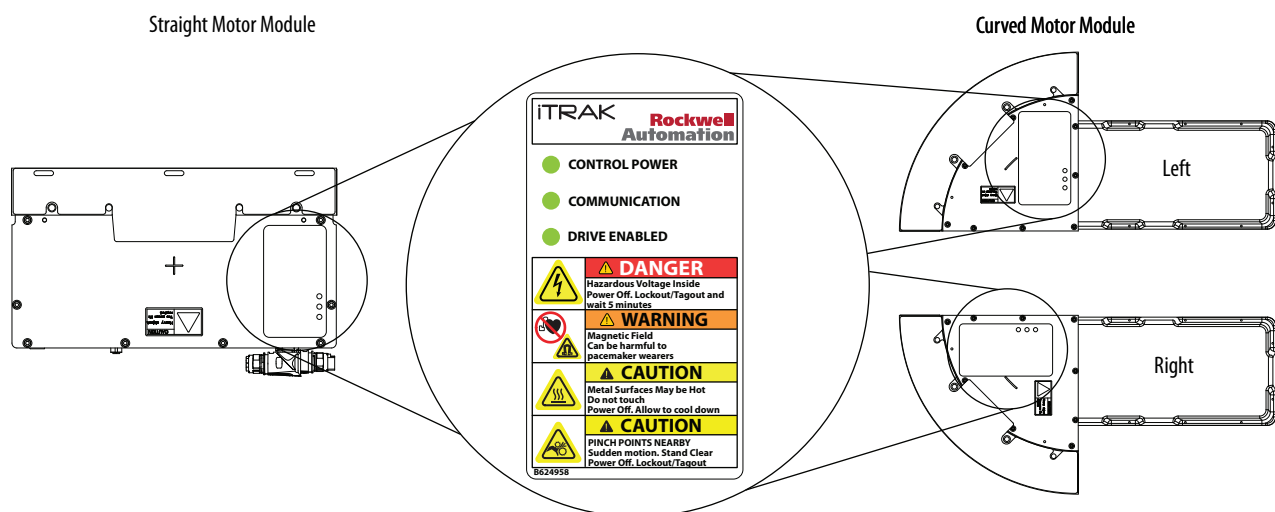 Straight Motor Module
Curved Motor Module
iTRAK
Rockwell
Automation
CONTROL POWER
COMMUNICATION
DRIVE ENABLED
DANGER
Hazardous Voltage Inside
Power Off. Lockout/Tagout and
wait 5 minutes
WARNING
Magnetic Field
Can be harmful to
pacemaker wearers
CAUTION
Metal Surfaces May be Hot
Do not touch
Power Off. Allow to cool down
CAUTION
PINCH POINTS NEARBY
Sudden motion. Stand Clear
Power Off. Lockout/Tagout
B624958
Left
Right
CAUTION